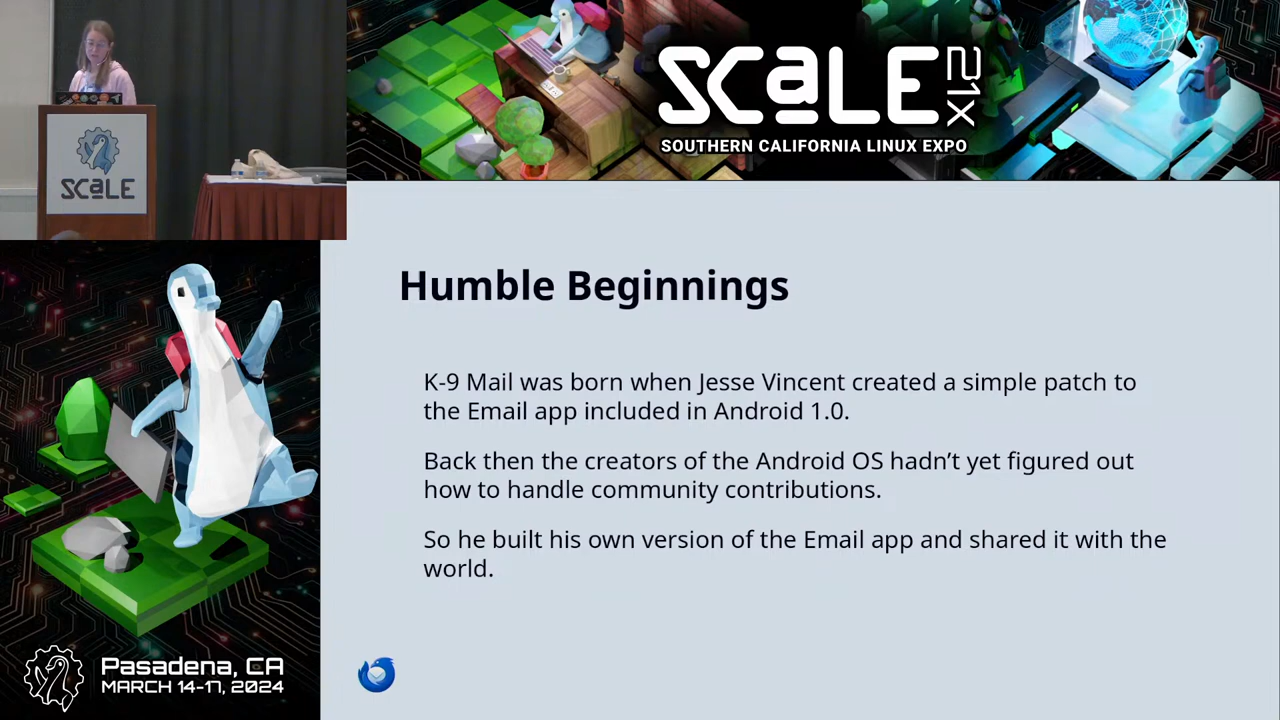 SCaLE 21x
SOUTHERN CALIFORNIA LINUX EXPO
SCaLE
Humble Beginnings
K-9 Mail was born when Jesse Vincent created a simple patch to
the Email app included in Android 1.0.
Back then the creators of the Android OS hadn’t yet figured out
how to handle community contributions.
So he built his own version of the Email app and shared it with the
world.
Pasadena, CA
MARCH 14-17, 2024